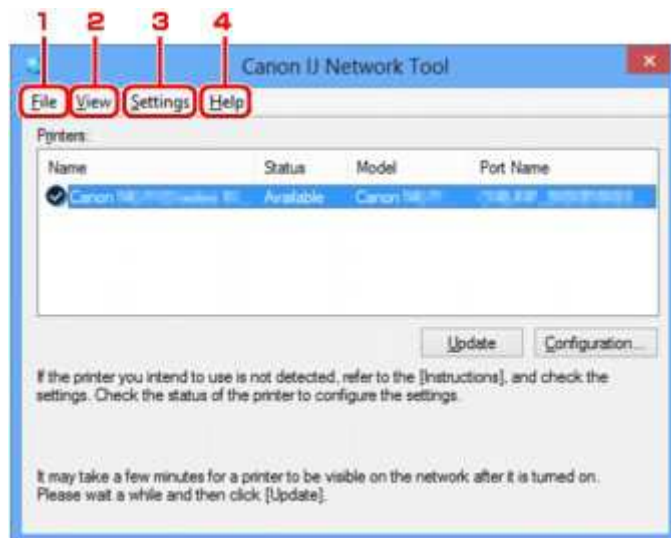 1 2 3 4
Canon IJ Network Tool
File View Settings Help
Printers:
Name Status Model Port Name
Canon Available Canon
Update Configuration...
If the printer you intend to use is not detected, refer to the [Instructions], and check the
settings. Check the status of the printer to configure the settings.
It may take a few minutes for a printer to be visible on the network after it is turned on.
Please wait a while and then click [Update].